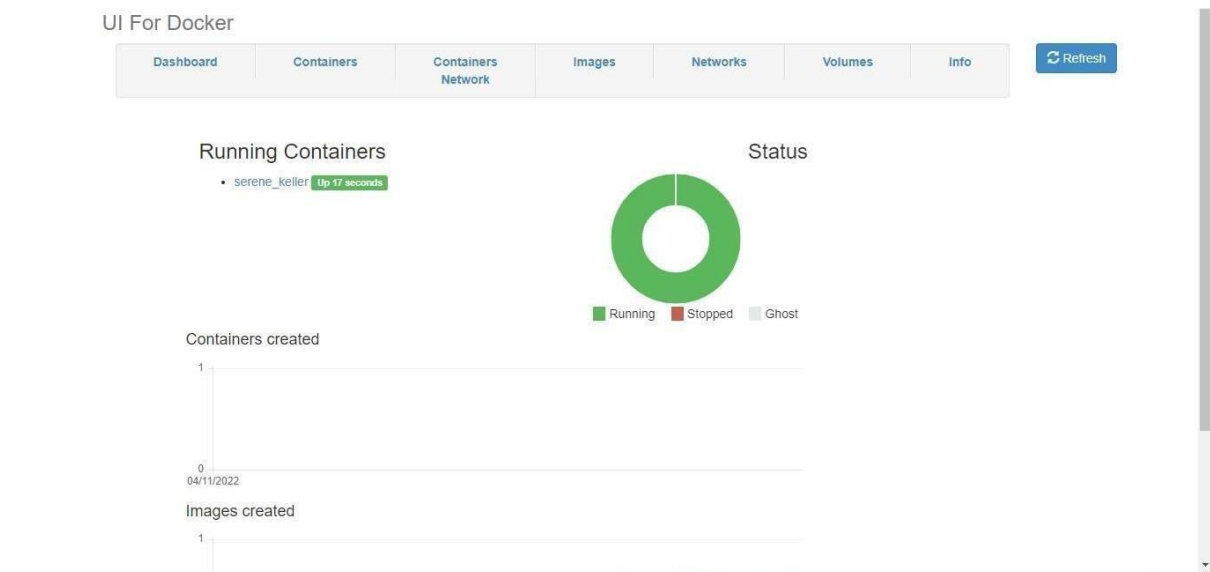 UI For Docker
Dashboard Containers Containers Network Images Networks Volumes Info Refresh
Running Containers
serene_keller Up 17 seconds
Status
Running Stopped Ghost
Containers created
1
0
04/11/2022
Images created
1